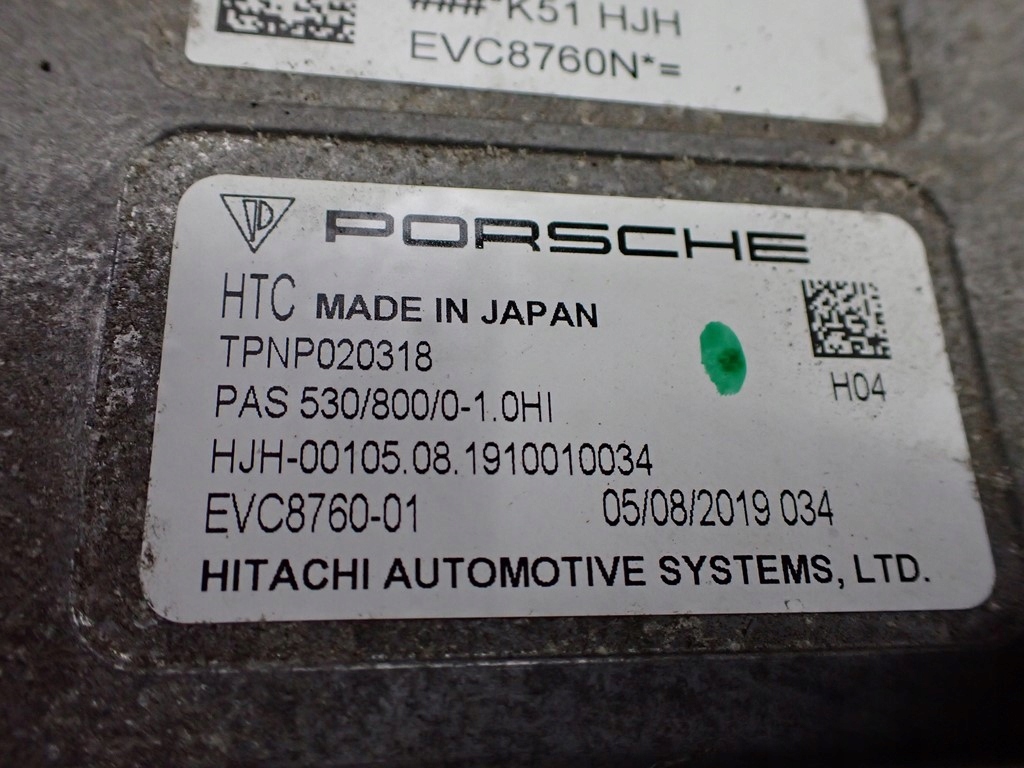 ###*K51 HJH
EVC8760N*=
PORSCHE
HTC MADE IN JAPAN
TPNP020318
PAS 530/800/0-1.0HI
H04
HJH-00105.08.1910010034
EVC8760-01 05/08/2019 034
HITACHI AUTOMOTIVE SYSTEMS, LTD.